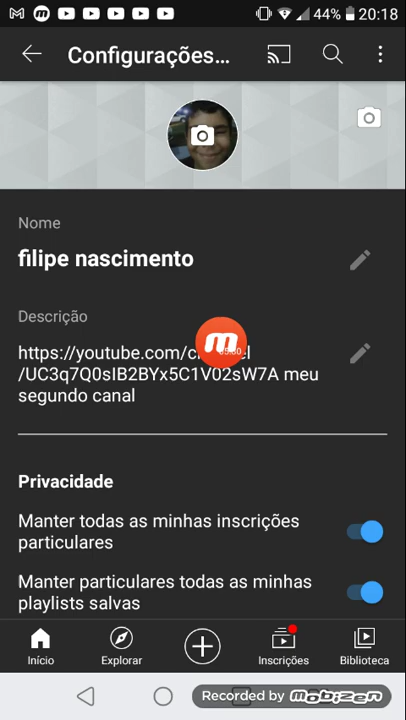 44% 20:18
Configurações...
Nome
filipe nascimento
Descrição
https://youtube.com/c
/UC3q7Q0sIB2BYx5C1V02sW7A meu
segundo canal
Privacidade
Manter todas as minhas inscrições
particulares
Manter particulares todas as minhas
playlists salvas
Início Explorar Inscrições Biblioteca
Recorded by mobizen